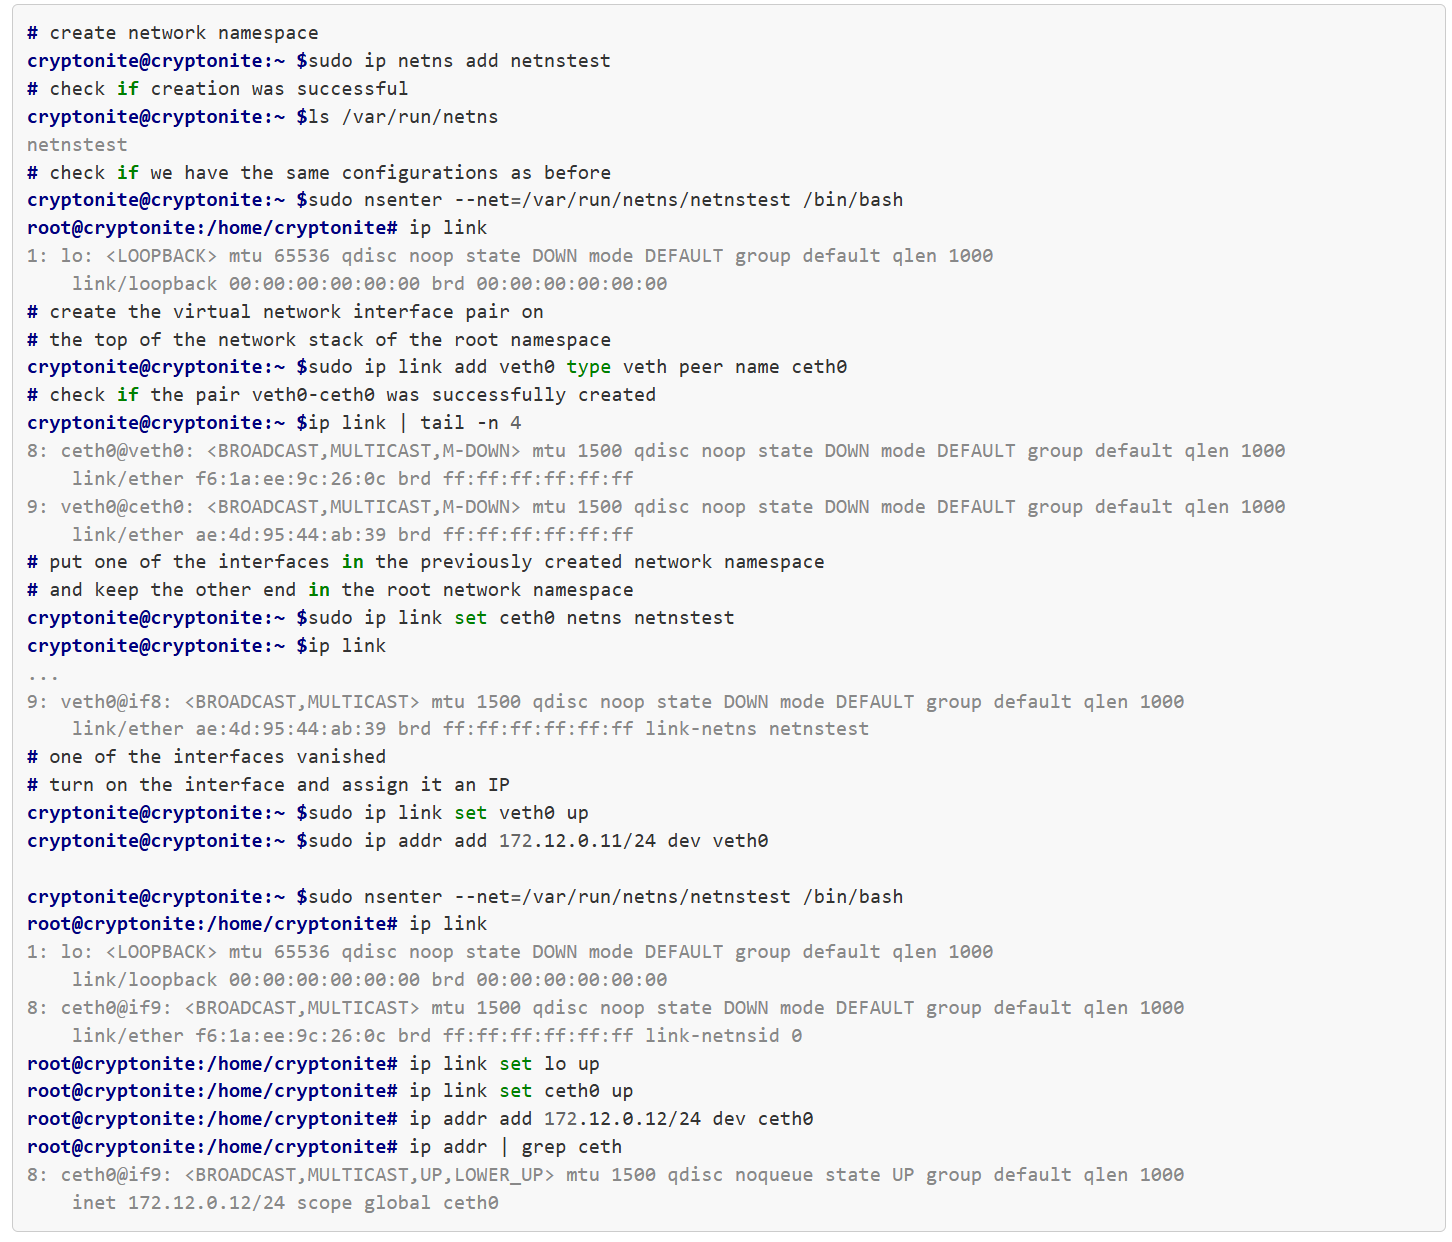 # create network namespace
cryptonite@cryptonite:~ $sudo ip netns add netnstest
# check if creation was successful
cryptonite@cryptonite:~ $ls /var/run/netns
netnstest
# check if we have the same configurations as before
cryptonite@cryptonite:~ $sudo nsenter --net=/var/run/netns/netnstest /bin/bash
root@cryptonite:/home/cryptonite# ip link
1: lo: <LOOPBACK> mtu 65536 qdisc noop state DOWN mode DEFAULT group default qlen 1000
    link/loopback 00:00:00:00:00:00 brd 00:00:00:00:00:00
# create the virtual network interface pair on
# the top of the network stack of the root namespace
cryptonite@cryptonite:~ $sudo ip link add veth0 type veth peer name ceth0
# check if the pair veth0-ceth0 was successfully created
cryptonite@cryptonite:~ $ip link | tail -n 4
8: ceth0@veth0: <BROADCAST,MULTICAST,M-DOWN> mtu 1500 qdisc noop state DOWN mode DEFAULT group default qlen 1000
    link/ether f6:1a:ee:9c:26:0c brd ff:ff:ff:ff:ff:ff
9: veth0@ceth0: <BROADCAST,MULTICAST,M-DOWN> mtu 1500 qdisc noop state DOWN mode DEFAULT group default qlen 1000
    link/ether ae:4d:95:44:ab:39 brd ff:ff:ff:ff:ff:ff
# put one of the interfaces in the previously created network namespace
# and keep the other end in the root network namespace
cryptonite@cryptonite:~ $sudo ip link set ceth0 netns netnstest
cryptonite@cryptonite:~ $ip link
...
9: veth0@if8: <BROADCAST,MULTICAST> mtu 1500 qdisc noop state DOWN mode DEFAULT group default qlen 1000
    link/ether ae:4d:95:44:ab:39 brd ff:ff:ff:ff:ff:ff link-netns netnstest
# one of the interfaces vanished
# turn on the interface and assign it an IP
cryptonite@cryptonite:~ $sudo ip link set veth0 up
cryptonite@cryptonite:~ $sudo ip addr add 172.12.0.11/24 dev veth0

cryptonite@cryptonite:~ $sudo nsenter --net=/var/run/netns/netnstest /bin/bash
root@cryptonite:/home/cryptonite# ip link
1: lo: <LOOPBACK> mtu 65536 qdisc noop state DOWN mode DEFAULT group default qlen 1000
    link/loopback 00:00:00:00:00:00 brd 00:00:00:00:00:00
8: ceth0@if9: <BROADCAST,MULTICAST> mtu 1500 qdisc noop state DOWN mode DEFAULT group default qlen 1000
    link/ether f6:1a:ee:9c:26:0c brd ff:ff:ff:ff:ff:ff link-netnsid 0
root@cryptonite:/home/cryptonite# ip link set lo up
root@cryptonite:/home/cryptonite# ip link set ceth0 up
root@cryptonite:/home/cryptonite# ip addr add 172.12.0.12/24 dev ceth0
root@cryptonite:/home/cryptonite# ip addr | grep ceth
8: ceth0@if9: <BROADCAST,MULTICAST,UP,LOWER_UP> mtu 1500 qdisc noqueue state UP group default qlen 1000
    inet 172.12.0.12/24 scope global ceth0